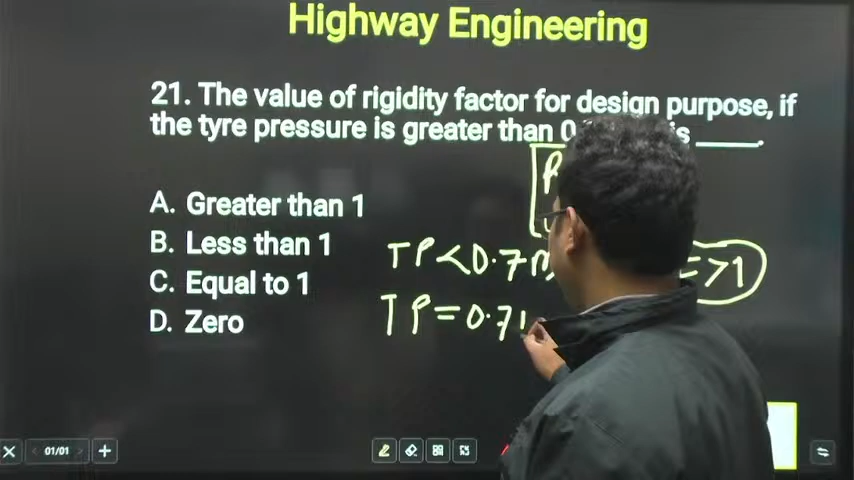 Highway Engineering
21. The value of rigidity factor for design purpose, if
the tyre pressure is greater than 0. is ____.
A. Greater than 1
B. Less than 1
C. Equal to 1
D. Zero
TP<0.7 >1
TP=0.7
01/01